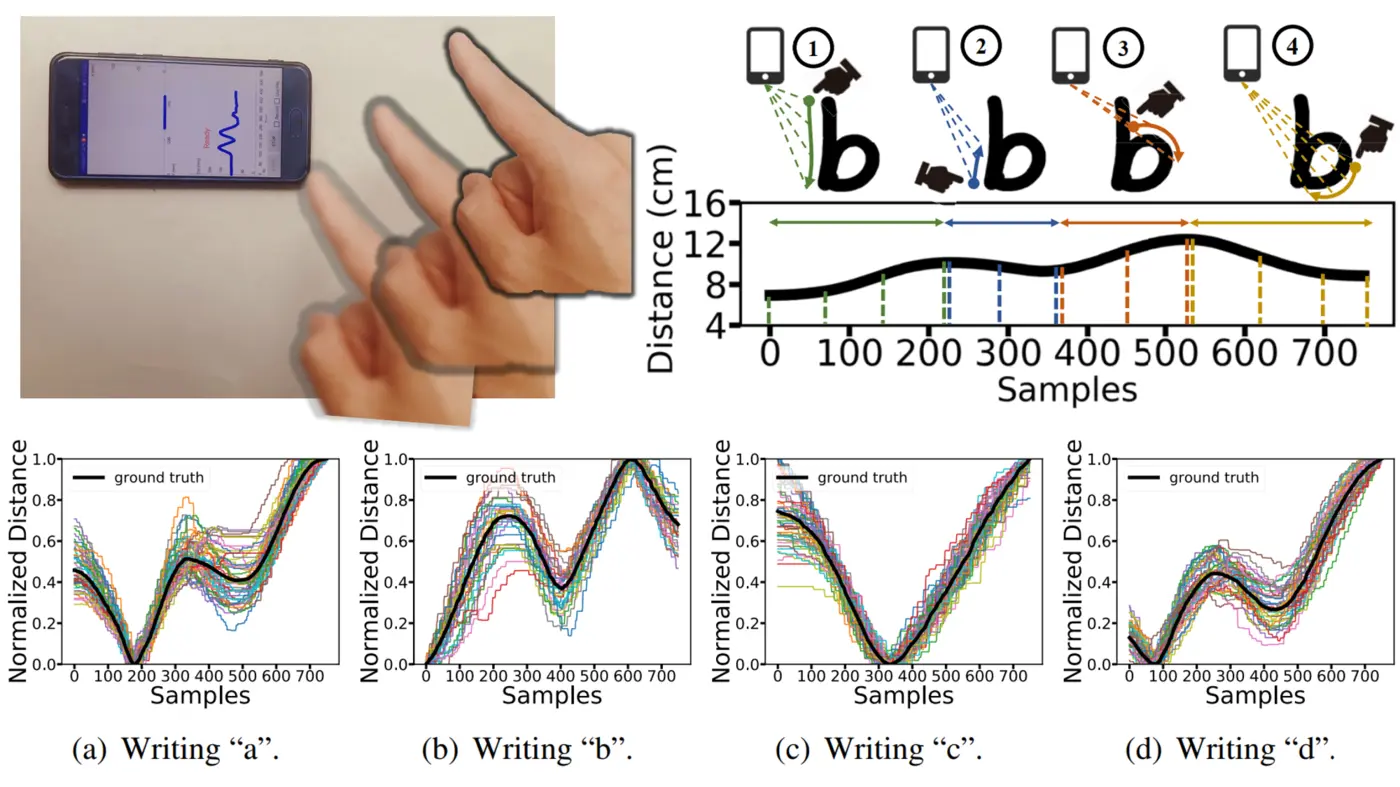 Ready
1
2
3
4
b
b
b
b
Distance (cm)
16
12
8
4
0 100 200 300 400 500 600 700
Samples
Normalized Distance
1.0
0.8
0.6
0.4
0.2
0.0
ground truth
0 100 200 300 400 500 600 700
Samples
(a) Writing “a”.
Normalized Distance
1.0
0.8
0.6
0.4
0.2
0.0
ground truth
0 100 200 300 400 500 600 700
Samples
(b) Writing “b”.
Normalized Distance
1.0
0.8
0.6
0.4
0.2
0.0
ground truth
0 100 200 300 400 500 600 700
Samples
(c) Writing “c”.
Normalized Distance
1.0
0.8
0.6
0.4
0.2
0.0
ground truth
0 100 200 300 400 500 600 700
Samples
(d) Writing “d”.